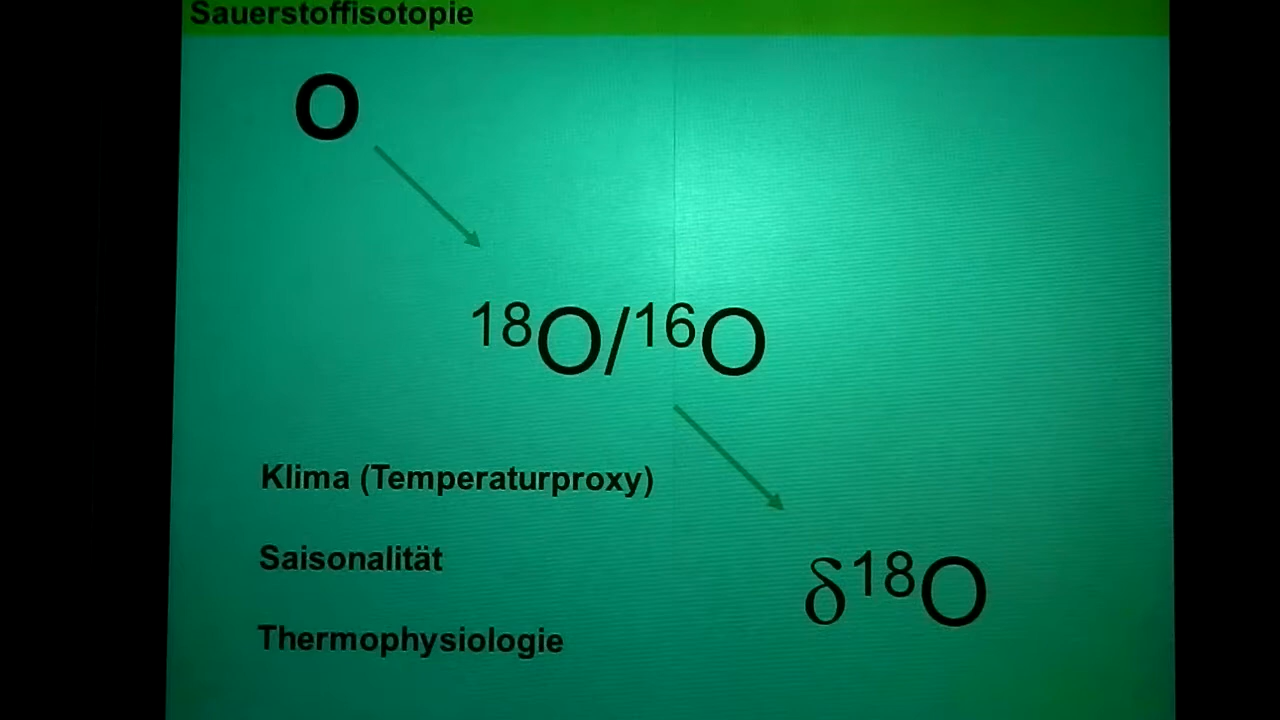 Sauerstoffisotopie
O
¹⁸O/¹⁶O
Klima (Temperaturproxy)
Saisonalität
δ¹⁸O
Thermophysiologie